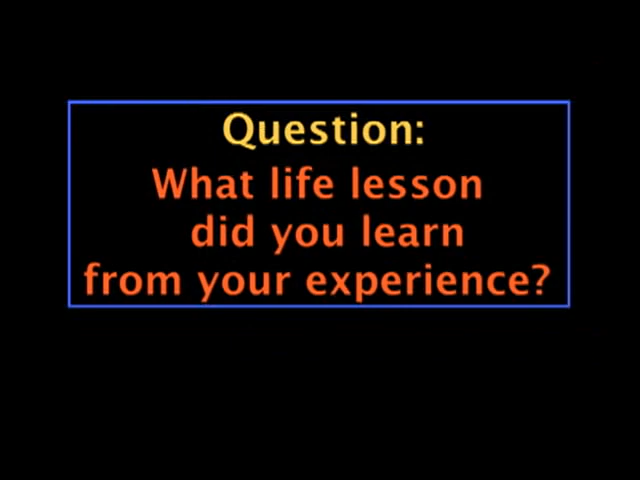 Question:
What life lesson
did you learn
from your experience?